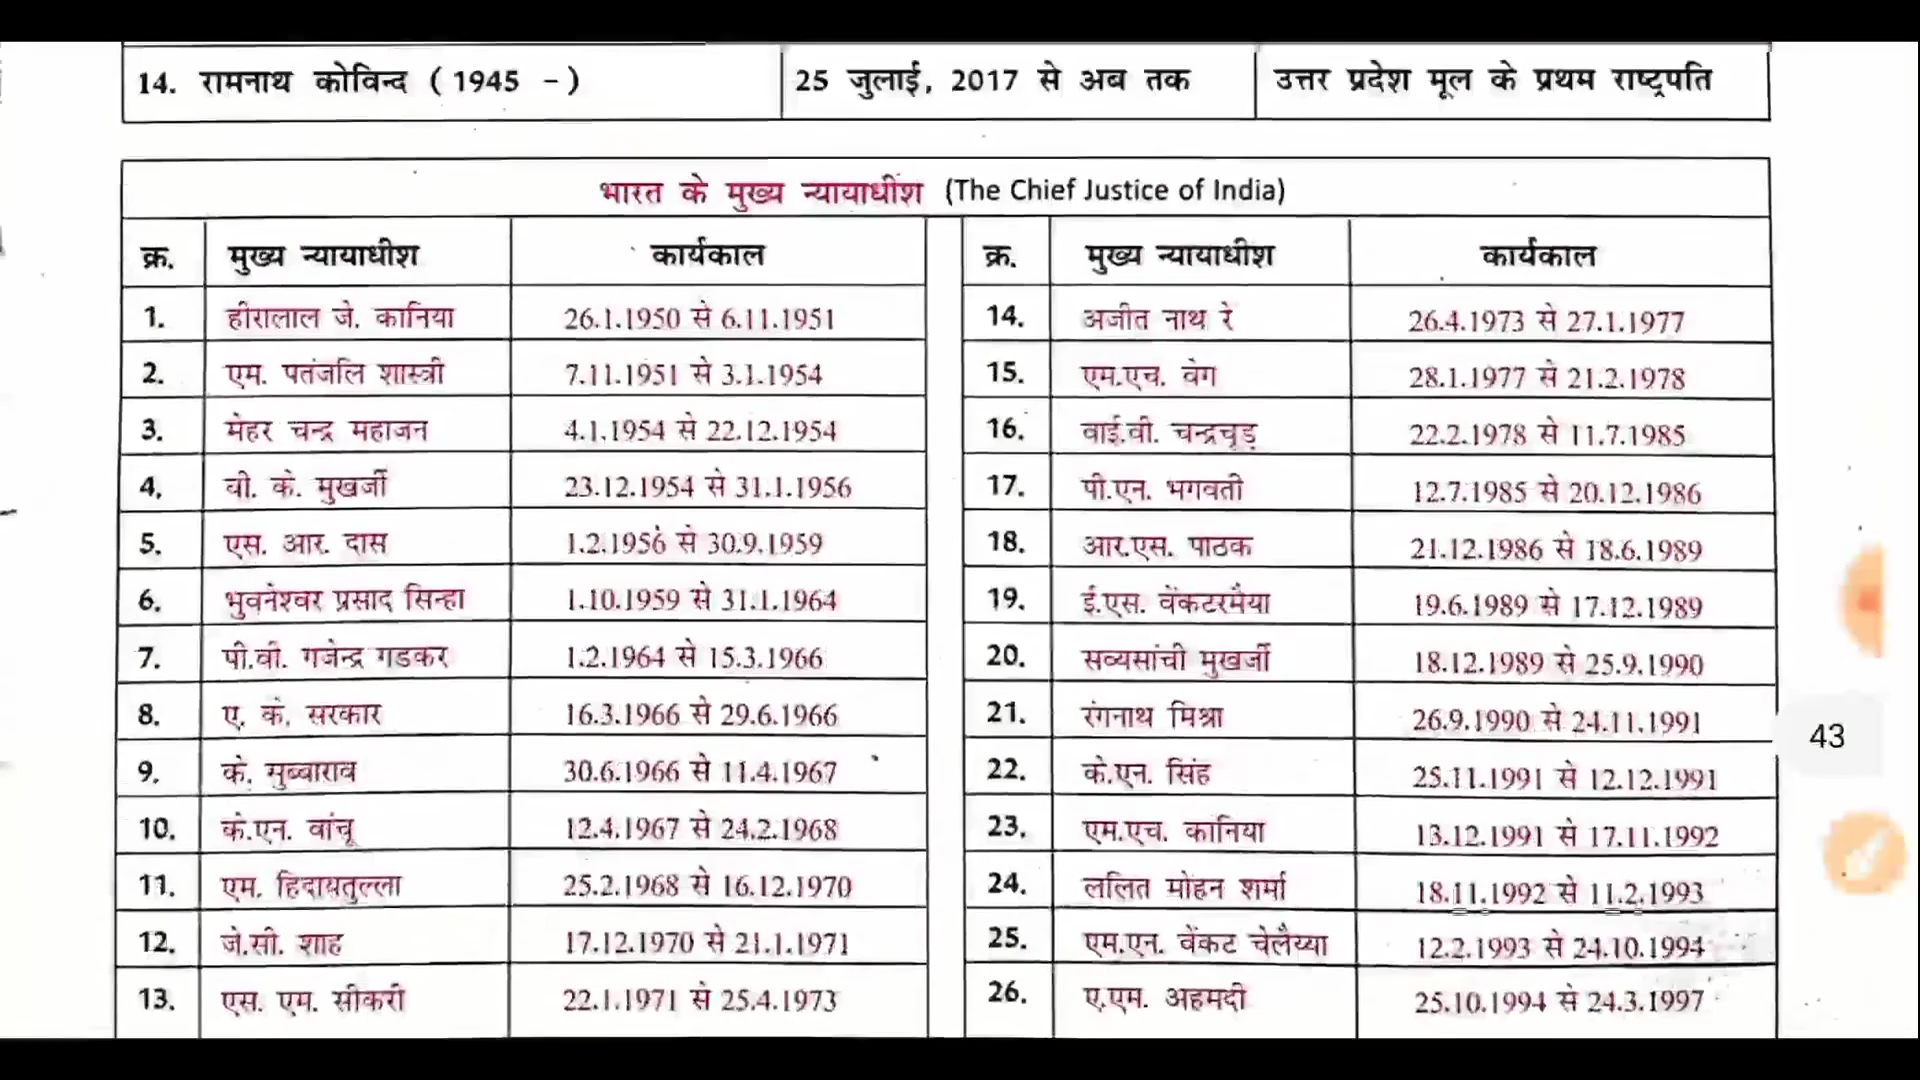 14. रामनाथ कोविन्द ( 1945 - ) 25 जुलाई, 2017 से अब तक उत्तर प्रदेश मूल के प्रथम राष्ट्रपति
भारत के मुख्य न्यायाधीश (The Chief Justice of India)
क्र. मुख्य न्यायाधीश कार्यकाल क्र. मुख्य न्यायाधीश कार्यकाल
1. हीरालाल जे. कानिया 26.1.1950 से 6.11.1951 14. अजीत नाथ रे 26.4.1973 से 27.1.1977
2. एम. पतंजलि शास्त्री 7.11.1951 से 3.1.1954 15. एम.एच. वेग 28.1.1977 से 21.2.1978
3. मेहर चन्द्र महाजन 4.1.1954 से 22.12.1954 16. वाई.वी. चन्द्रचूड़ 22.2.1978 से 11.7.1985
4. वी. के. मुखर्जी 23.12.1954 से 31.1.1956 17. पी.एन. भगवती 12.7.1985 से 20.12.1986
5. एस. आर. दास 1.2.1956 से 30.9.1959 18. आर.एस. पाठक 21.12.1986 से 18.6.1989
6. भुवनेश्वर प्रसाद सिन्हा 1.10.1959 से 31.1.1964 19. ई.एस. वेंकटरमैया 19.6.1989 से 17.12.1989
7. पी.वी. गजेन्द्र गडकर 1.2.1964 से 15.3.1966 20. सव्यसांची मुखर्जी 18.12.1989 से 25.9.1990
8. ए. के. सरकार 16.3.1966 से 29.6.1966 21. रंगनाथ मिश्रा 26.9.1990 से 24.11.1991
9. के. मुब्बाराव 30.6.1966 से 11.4.1967 22. के.एन. सिंह 25.11.1991 से 12.12.1991
10. के.एन. वांचू 12.4.1967 से 24.2.1968 23. एम.एच. कानिया 13.12.1991 से 17.11.1992
11. एम. हिदायतुल्ला 25.2.1968 से 16.12.1970 24. ललित मोहन शर्मा 18.11.1992 से 11.2.1993
12. जे.सी. शाह 17.12.1970 से 21.1.1971 25. एम.एन. वेंकट चेलैय्या 12.2.1993 से 24.10.1994
13. एस. एम. सीकरी 22.1.1971 से 25.4.1973 26. ए.एम. अहमदी 25.10.1994 से 24.3.1997
43